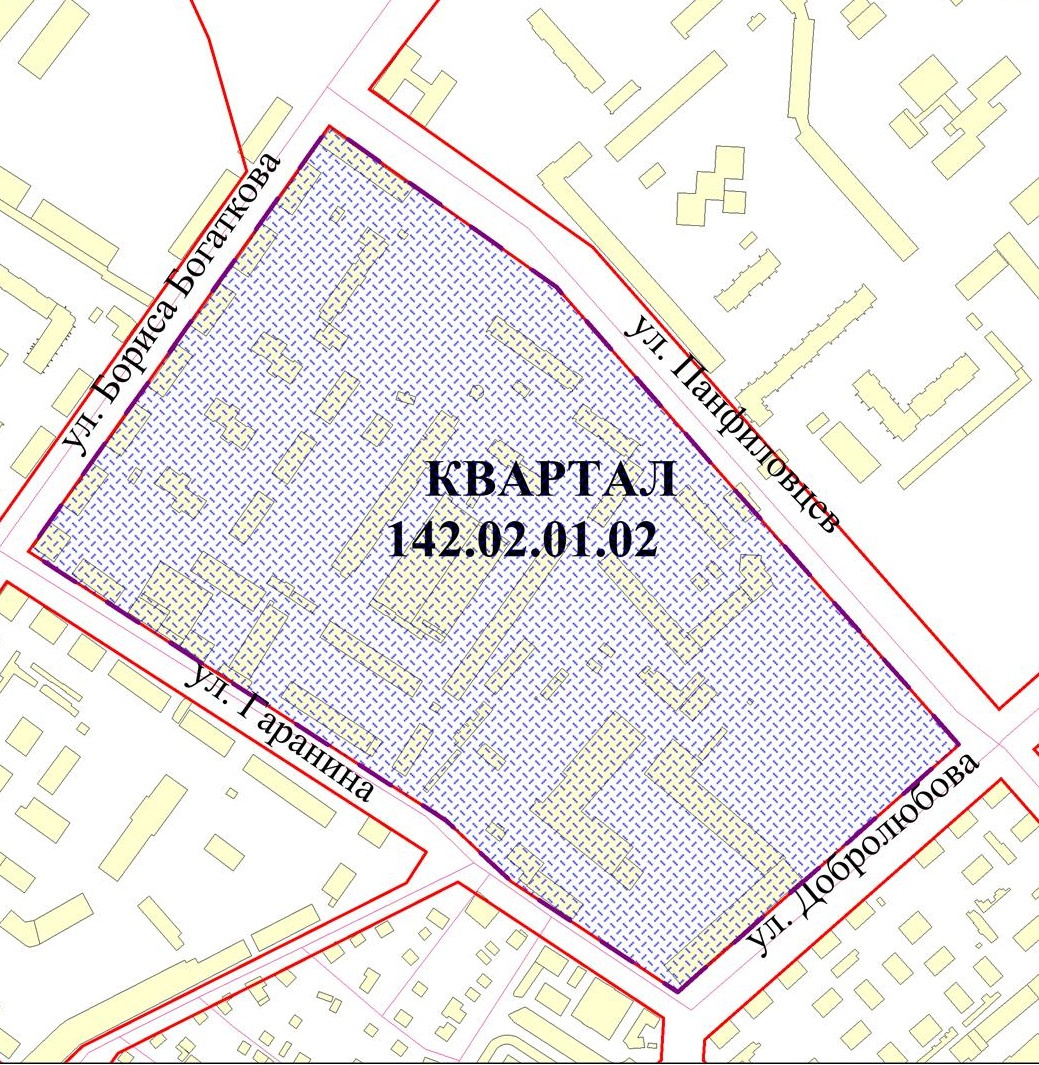 ул. Бориса Богаткова
ул. Панфиловцев
КВАРТАЛ
142.02.01.02
ул. Гаранина
ул. Добролюбова